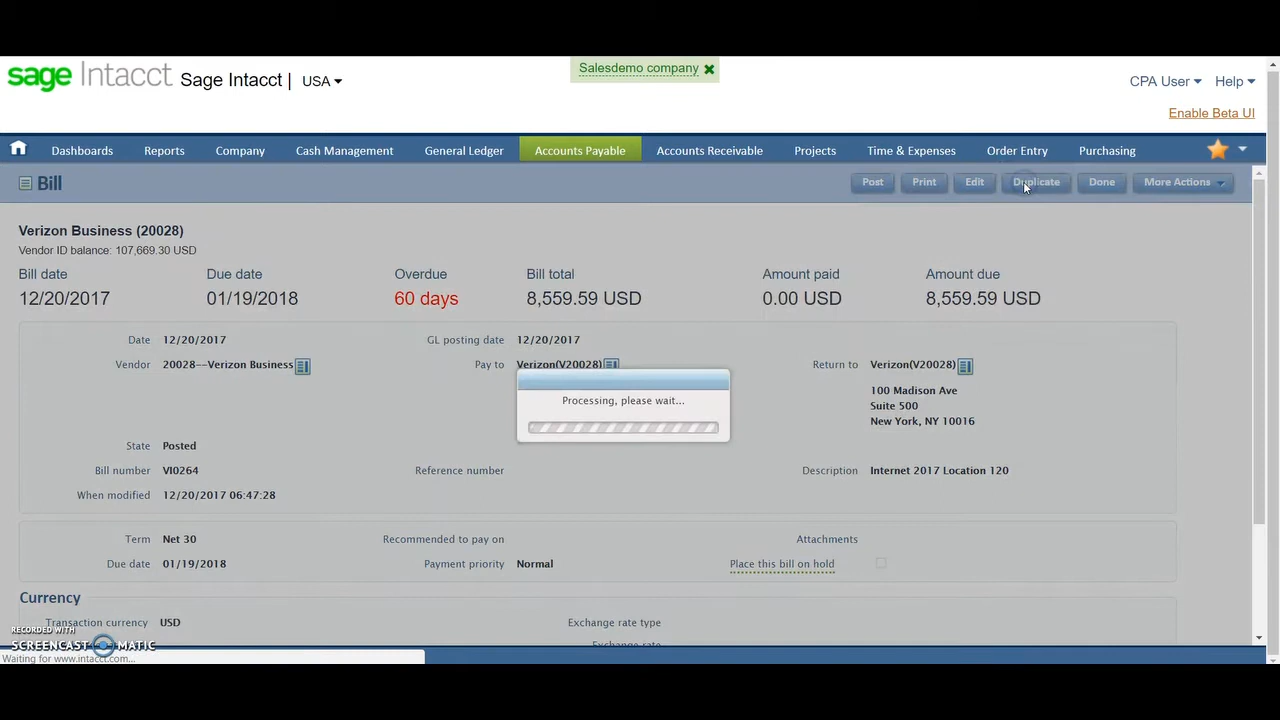 sage Intacct Sage Intacct | USA
Salesdemo company
CPA User Help
Enable Beta UI
Dashboards Reports Company Cash Management General Ledger Accounts Payable Accounts Receivable Projects Time & Expenses Order Entry Purchasing
Bill Post Print Edit Duplicate Done More Actions
Verizon Business (20028)
Vendor ID balance: 107,669.30 USD
Bill date Due date Overdue Bill total Amount paid Amount due
12/20/2017 01/19/2018 60 days 8,559.59 USD 0.00 USD 8,559.59 USD
Date 12/20/2017 GL posting date 12/20/2017
Vendor 20028--Verizon Business Pay to Verizon(V20028) Return to Verizon(V20028)
100 Madison Ave
Suite 500
New York, NY 10016
Processing, please wait...
State Posted
Bill number VI0264 Reference number Description Internet 2017 Location 120
When modified 12/20/2017 06:47:28
Term Net 30 Recommended to pay on Attachments
Due date 01/19/2018 Payment priority Normal Place this bill on hold
Currency
Transaction currency USD Exchange rate type
Exchange rate
RECORDED WITH
SCREENCAST MATIC
Waiting for www.intacct.com...